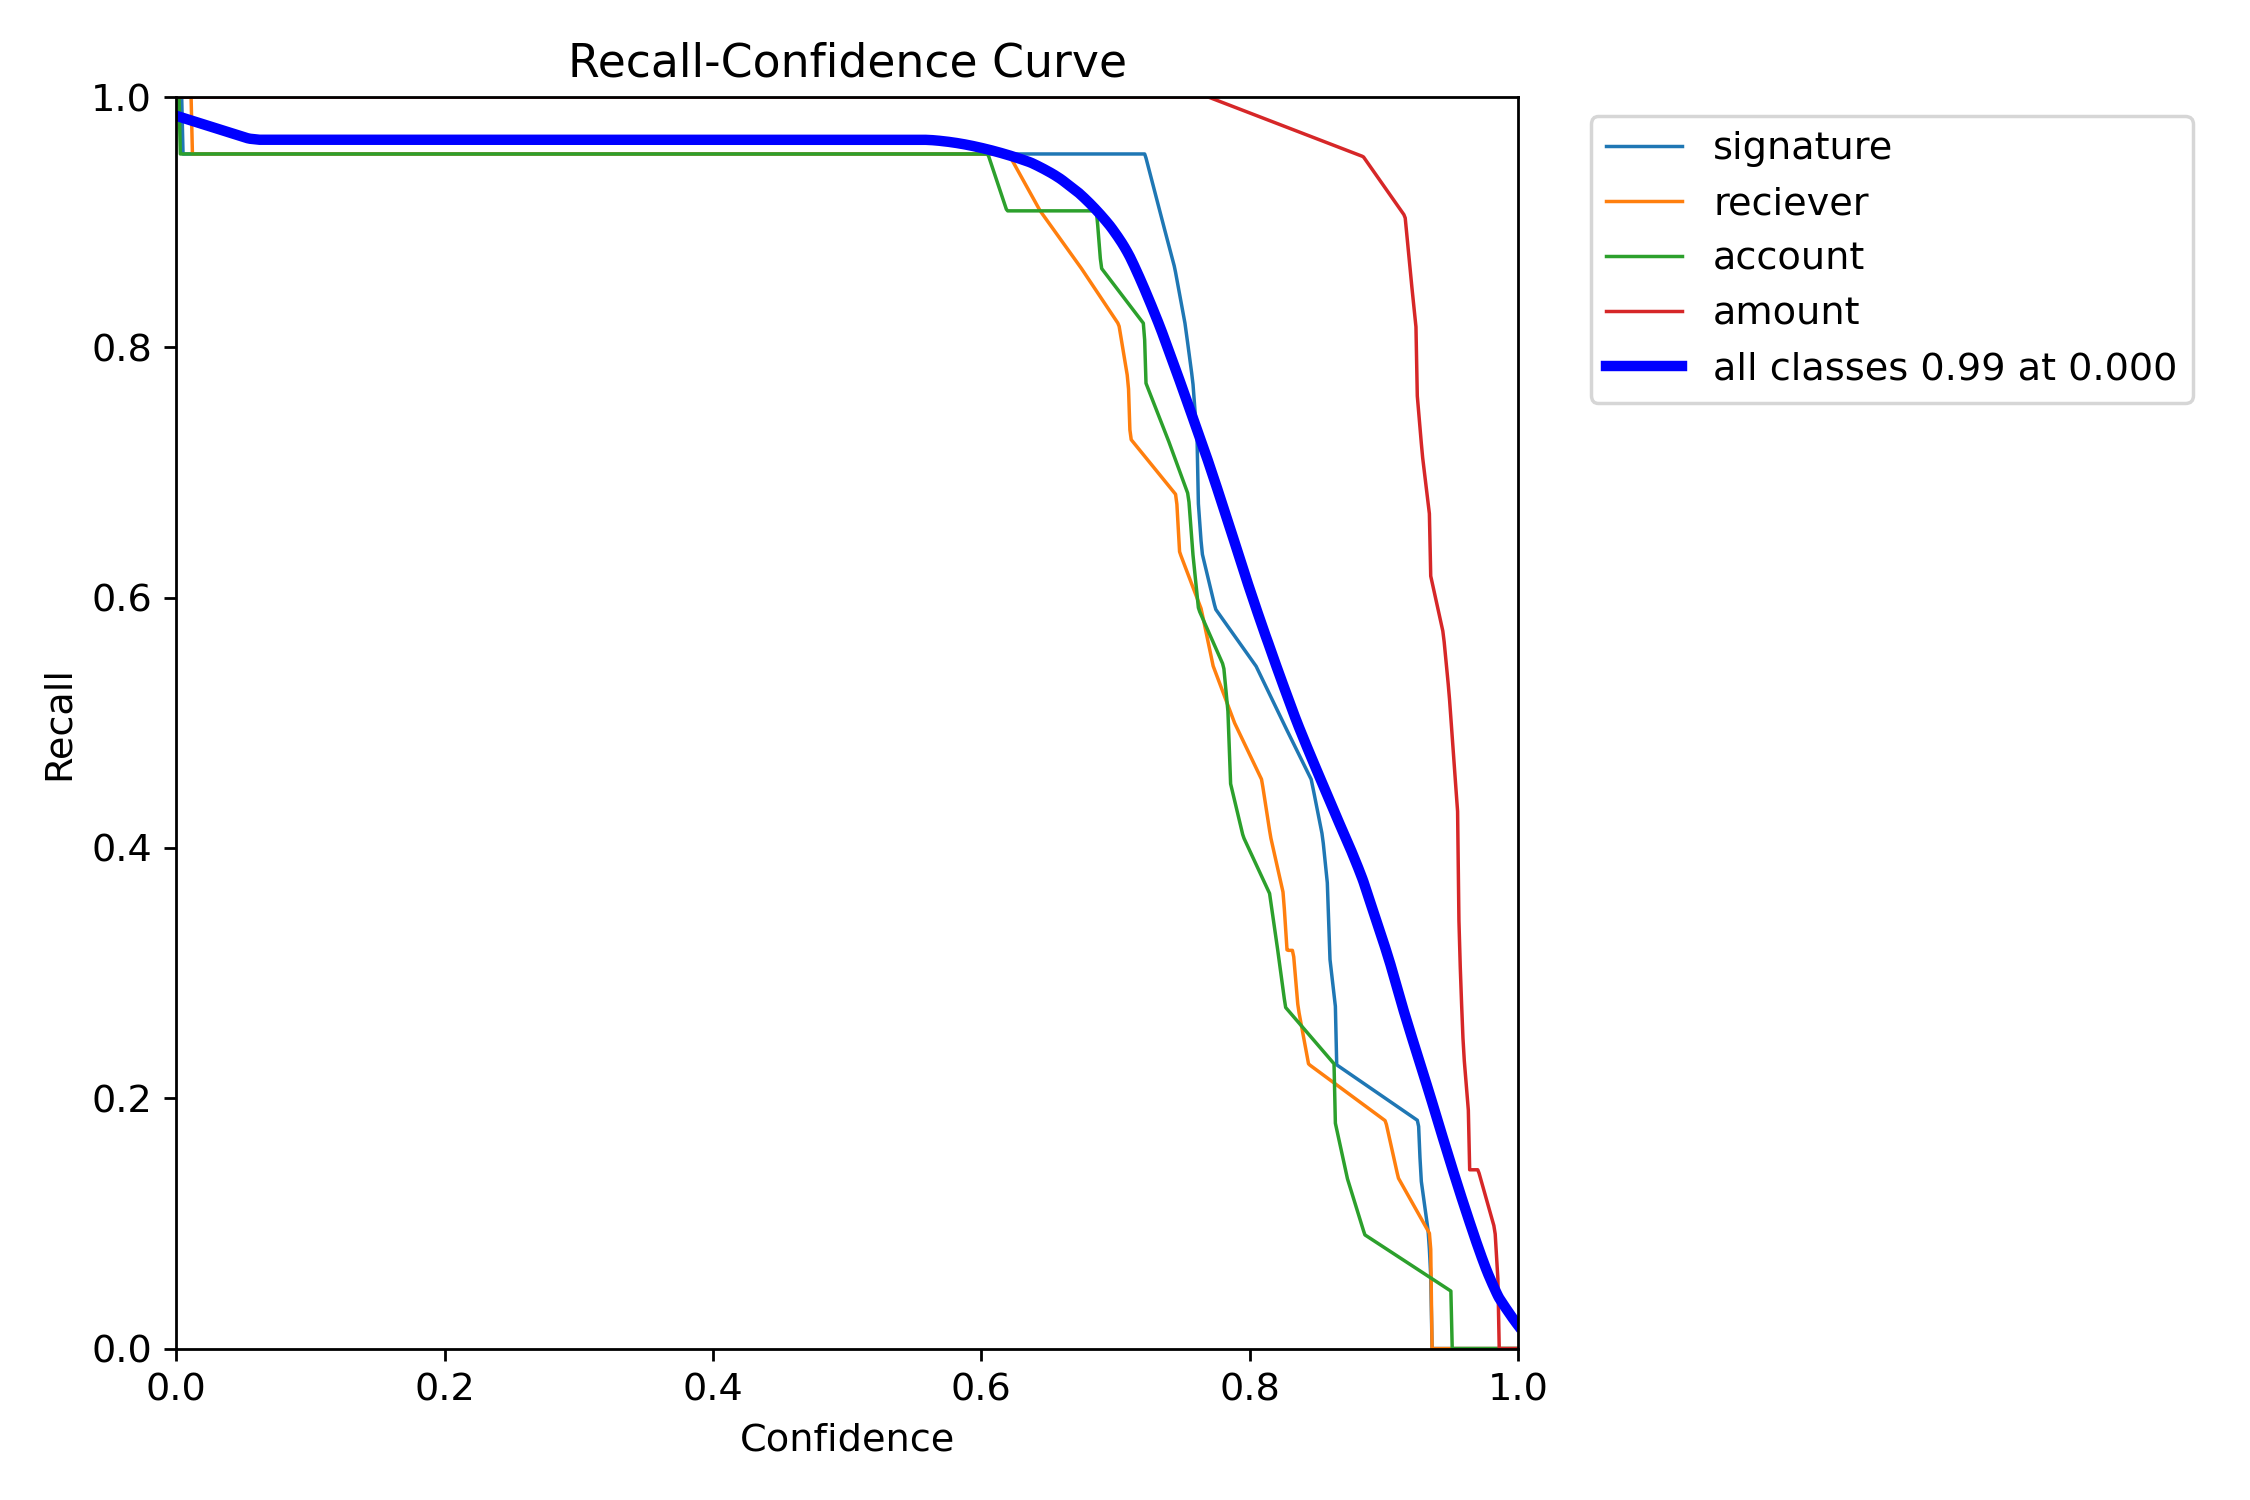 Recall-Confidence Curve
1.0
0.8
0.6
0.4
0.2
0.0
Recall
0.0 0.2 0.4 0.6 0.8 1.0
Confidence
signature
reciever
account
amount
all classes 0.99 at 0.000